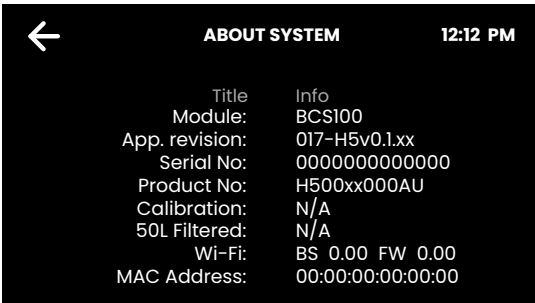 ABOUT SYSTEM 12:12 PM
Title Info
Module: BCS100
App. revision: 017-H5v0.1.xx
Serial No: 0000000000000
Product No: H500xx000AU
Calibration: N/A
50L Filtered: N/A
Wi-Fi: BS 0.00 FW 0.00
MAC Address: 00:00:00:00:00:00